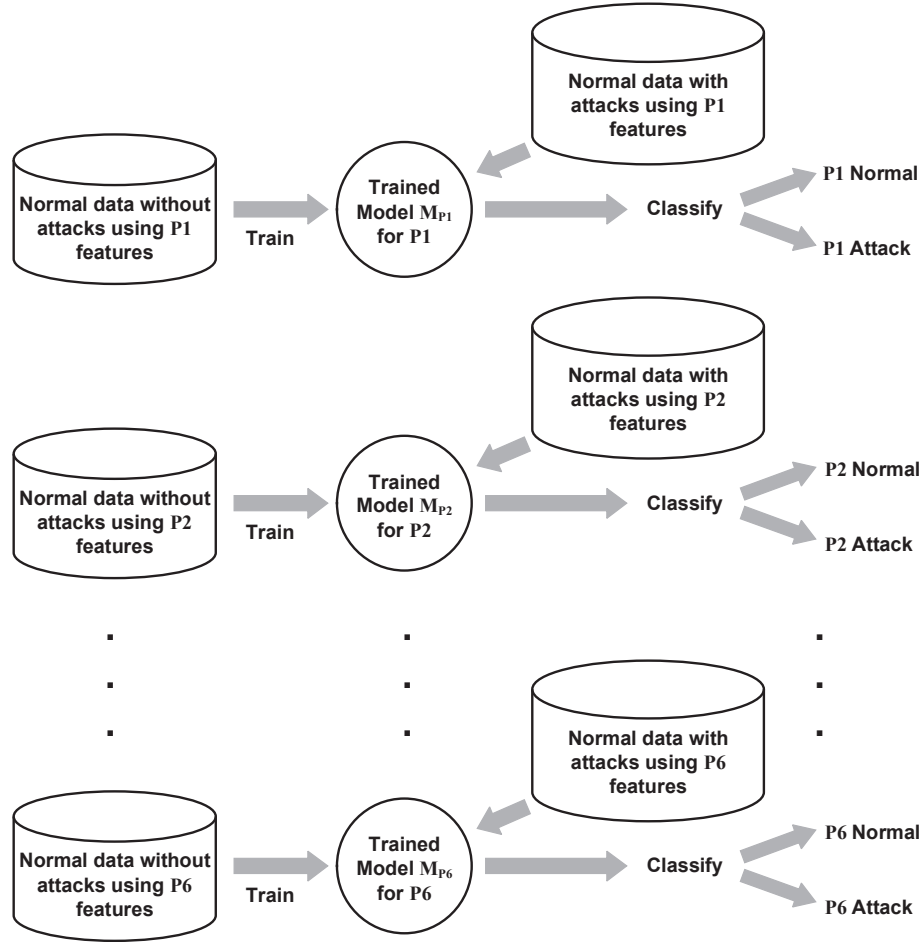 Normal data with
attacks using P1
features
Normal data without
attacks using P1
features
Train
Trained
Model MP1
for P1
Classify
P1 Normal
P1 Attack
Normal data with
attacks using P2
features
Normal data without
attacks using P2
features
Train
Trained
Model MP2
for P2
Classify
P2 Normal
P2 Attack
Normal data with
attacks using P6
features
Normal data without
attacks using P6
features
Train
Trained
Model MP6
for P6
Classify
P6 Normal
P6 Attack